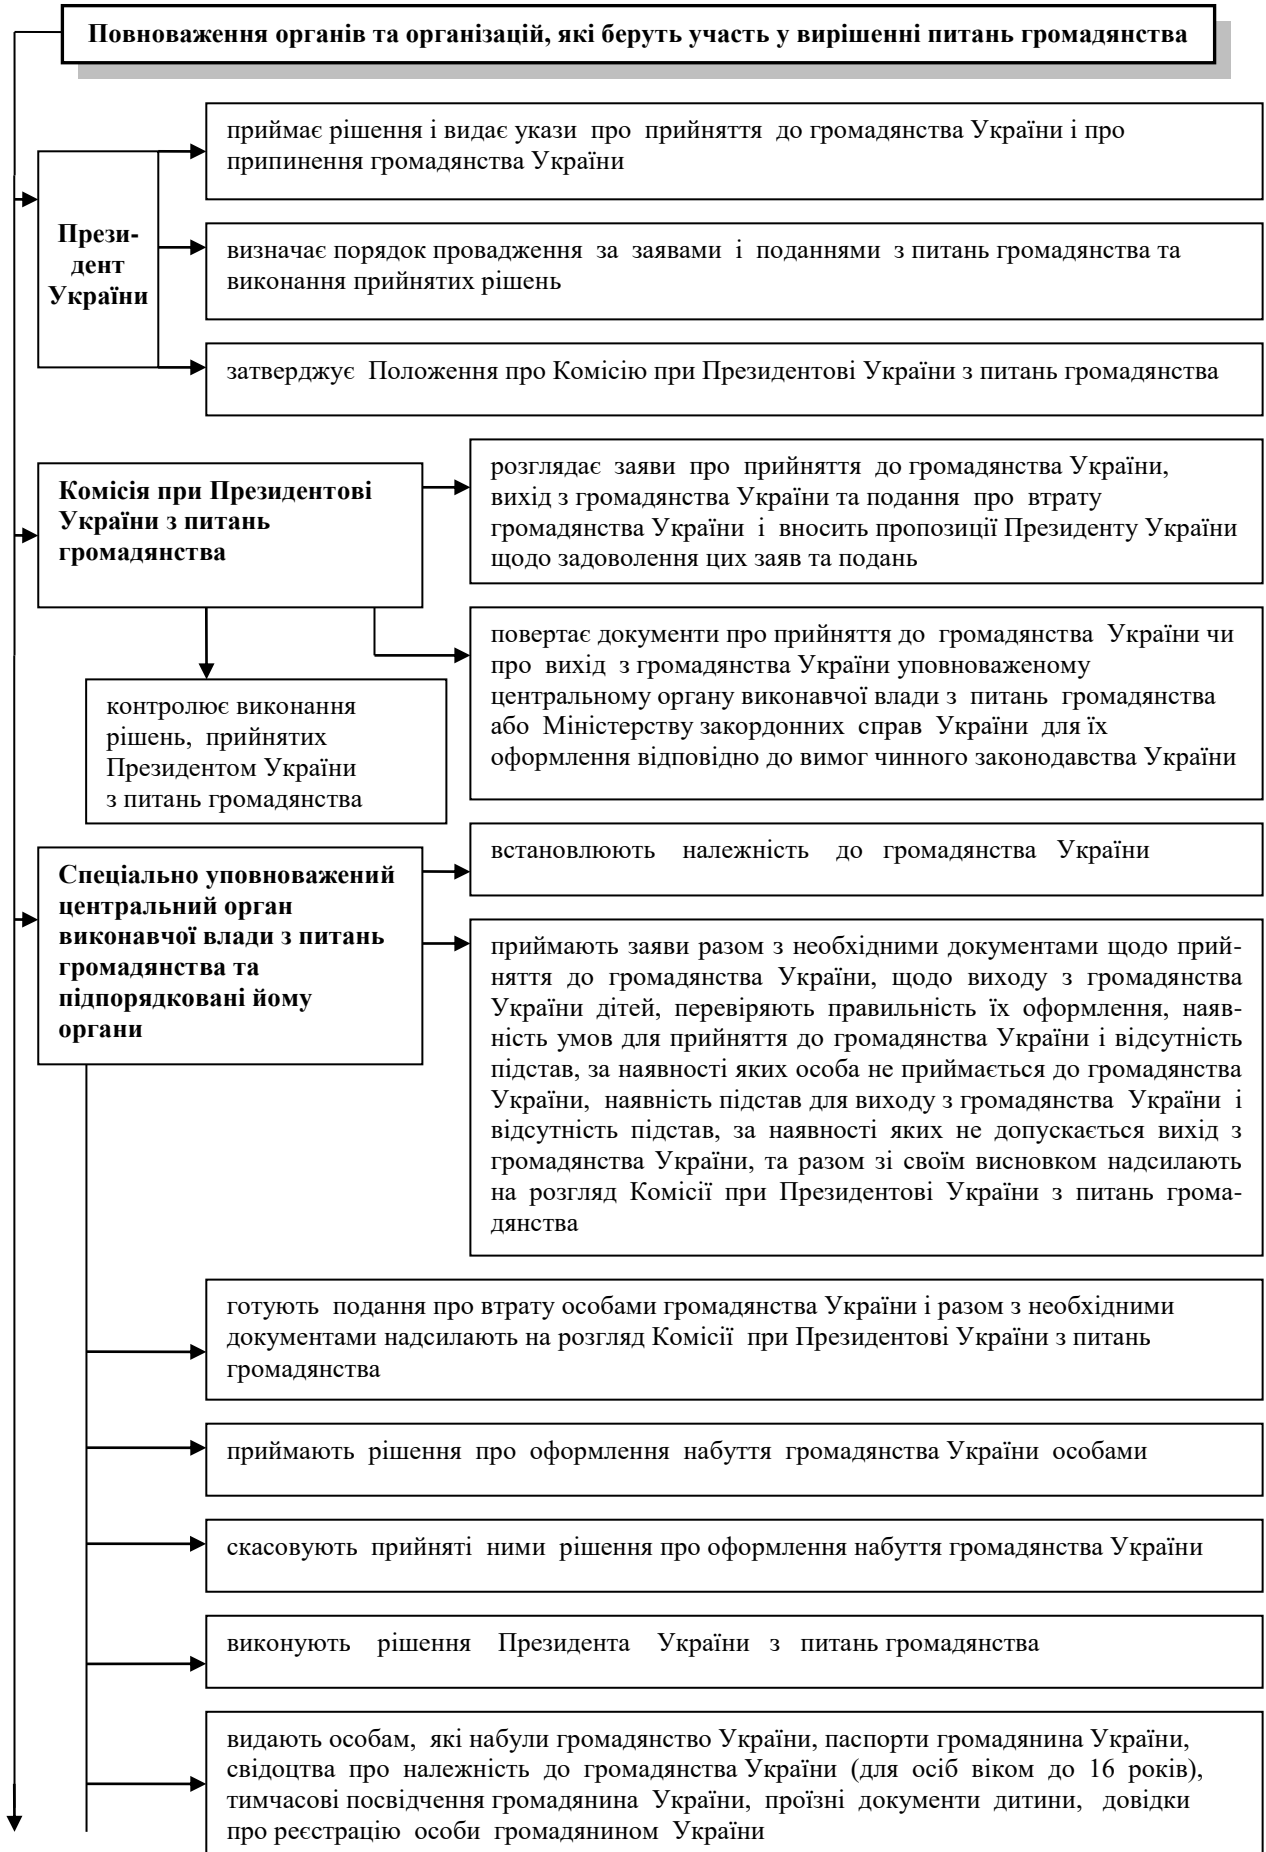 Повноваження органів та організацій, які беруть участь у вирішенні питань громадянства
Прези-
дент
України
приймає рішення і видає укази про прийняття до громадянства України і про
припинення громадянства України
визначає порядок провадження за заявами і поданнями з питань громадянства та
виконання прийнятих рішень
затверджує Положення про Комісію при Президентові України з питань громадянства
Комісія при Президентові
України з питань
громадянства
розглядає заяви про прийняття до громадянства України,
вихід з громадянства України та подання про втрату
громадянства України і вносить пропозиції Президенту України
щодо задоволення цих заяв та подань
повертає документи про прийняття до громадянства України чи
про вихід з громадянства України уповноваженому
центральному органу виконавчої влади з питань громадянства
або Міністерству закордонних справ України для їх
оформлення відповідно до вимог чинного законодавства України
контролює виконання
рішень, прийнятих
Президентом України
з питань громадянства
Спеціально уповноважений
центральний орган
виконавчої влади з питань
громадянства та
підпорядковані йому
органи
встановлюють належність до громадянства України
приймають заяви разом з необхідними документами щодо прий-
няття до громадянства України, щодо виходу з громадянства
України дітей, перевіряють правильність їх оформлення, наяв-
ність умов для прийняття до громадянства України і відсутність
підстав, за наявності яких особа не приймається до громадянства
України, наявність підстав для виходу з громадянства України і
відсутність підстав, за наявності яких не допускається вихід з
громадянства України, та разом зі своїм висновком надсилають
на розгляд Комісії при Президентові України з питань грома-
дянства
готують подання про втрату особами громадянства України і разом з необхідними
документами надсилають на розгляд Комісії при Президентові України з питань
громадянства
приймають рішення про оформлення набуття громадянства України особами
скасовують прийняті ними рішення про оформлення набуття громадянства України
виконують рішення Президента України з питань громадянства
видають особам, які набули громадянство України, паспорти громадянина України,
свідоцтва про належність до громадянства України (для осіб віком до 16 років),
тимчасові посвідчення громадянина України, проїзні документи дитини, довідки
про реєстрацію особи громадянином України